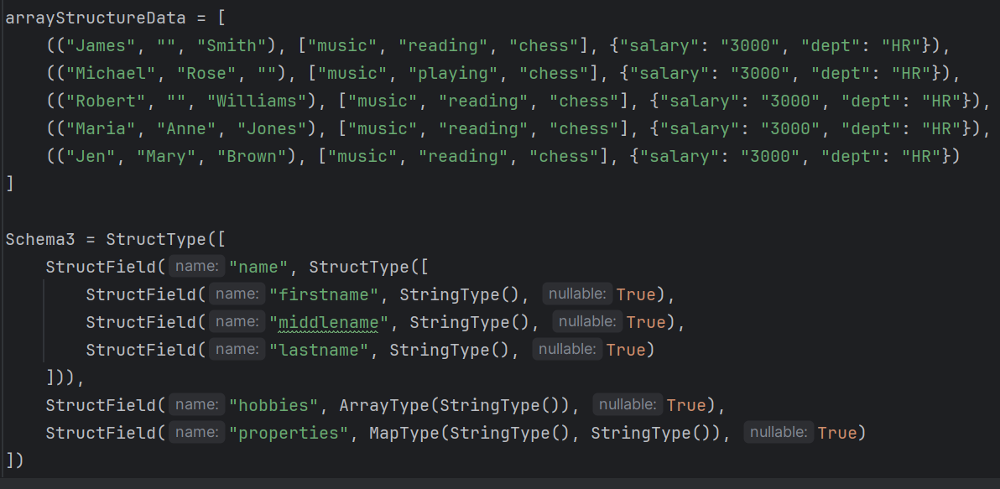 arrayStructureData = [
    (("James", "", "Smith"), ["music", "reading", "chess"], {"salary": "3000", "dept": "HR"}),
    (("Michael", "Rose", ""), ["music", "playing", "chess"], {"salary": "3000", "dept": "HR"}),
    (("Robert", "", "Williams"), ["music", "reading", "chess"], {"salary": "3000", "dept": "HR"}),
    (("Maria", "Anne", "Jones"), ["music", "reading", "chess"], {"salary": "3000", "dept": "HR"}),
    (("Jen", "Mary", "Brown"), ["music", "reading", "chess"], {"salary": "3000", "dept": "HR"})
]

Schema3 = StructType([
    StructField( name: "name", StructType([
        StructField( name: "firstname", StringType(), nullable: True),
        StructField( name: "middlename", StringType(), nullable: True),
        StructField( name: "lastname", StringType(), nullable: True)
    ])),
    StructField( name: "hobbies", ArrayType(StringType()), nullable: True),
    StructField( name: "properties", MapType(StringType(), StringType()), nullable: True)
])